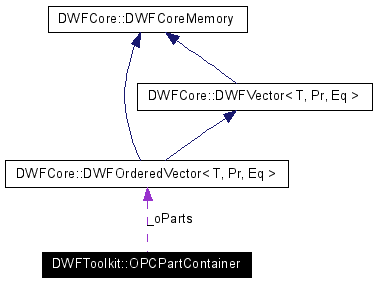 DWFCore::DWFCoreMemory
DWFCore::DWFVector< T, Pr, Eq >
DWFCore::DWFOrderedVector< T, Pr, Eq >
_oParts
DWFToolkit::OPCPartContainer